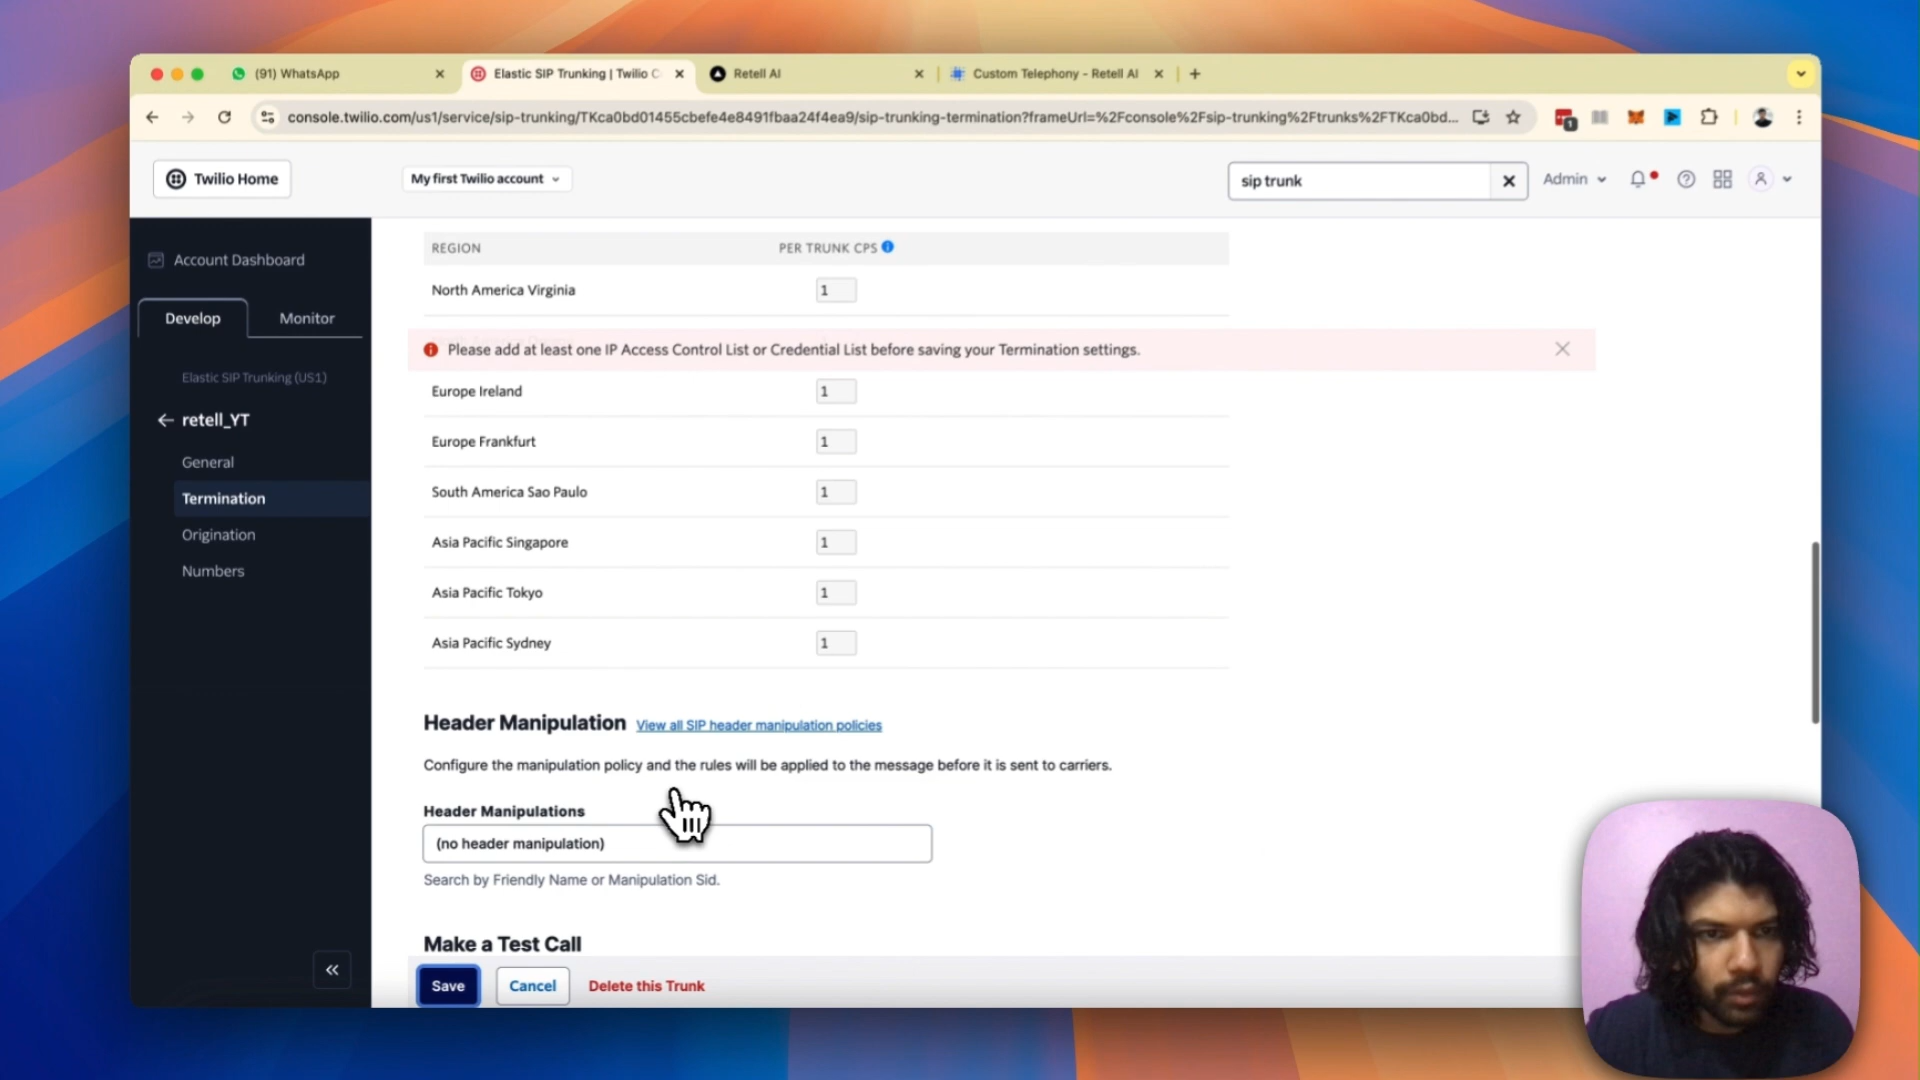 (91) WhatsApp
Elastic SIP Trunking | Twilio C
Retell AI
Custom Telephony - Retell AI
console.twilio.com/us1/service/sip-trunking/TKca0bd01455cbefe4e8491fbaa24f4ea9/sip-trunking-termination?frameUrl=%2Fconsole%2Fsip-trunking%2Ftrunks%2FTKca0bd...
1
Twilio Home
My first Twilio account
sip trunk
Admin
Account Dashboard
Develop
Monitor
Elastic SIP Trunking (US1)
retell_YT
General
Termination
Origination
Numbers
REGION
PER TRUNK CPS
North America Virginia
1
Please add at least one IP Access Control List or Credential List before saving your Termination settings.
Europe Ireland
1
Europe Frankfurt
1
South America Sao Paulo
1
Asia Pacific Singapore
1
Asia Pacific Tokyo
1
Asia Pacific Sydney
1
Header Manipulation
View all SIP header manipulation policies
Configure the manipulation policy and the rules will be applied to the message before it is sent to carriers.
Header Manipulations
(no header manipulation)
Search by Friendly Name or Manipulation Sid.
Make a Test Call
Save
Cancel
Delete this Trunk